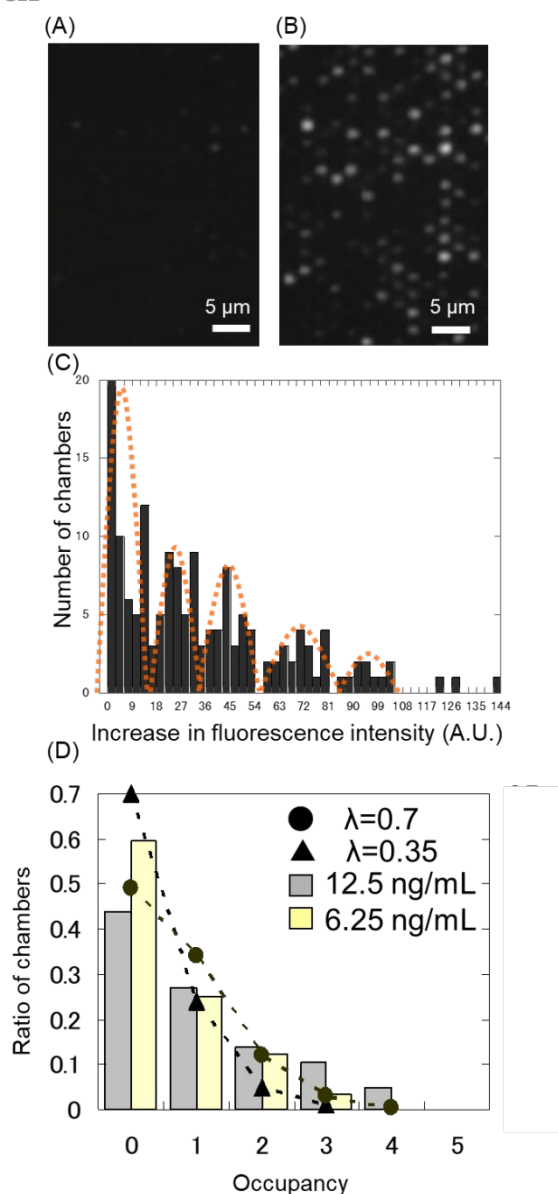 (A)
(B)
5 µm
5 µm
(C)
20
15
10
5
0
Number of chambers
0 9 18 27 36 45 54 63 72 81 90 99 108 117 126 135 144
Increase in fluorescence intensity (A.U.)
(D)
0.7
0.6
0.5
0.4
0.3
0.2
0.1
0
Ratio of chambers
λ=0.7
λ=0.35
12.5 ng/mL
6.25 ng/mL
0 1 2 3 4 5
Occupancy